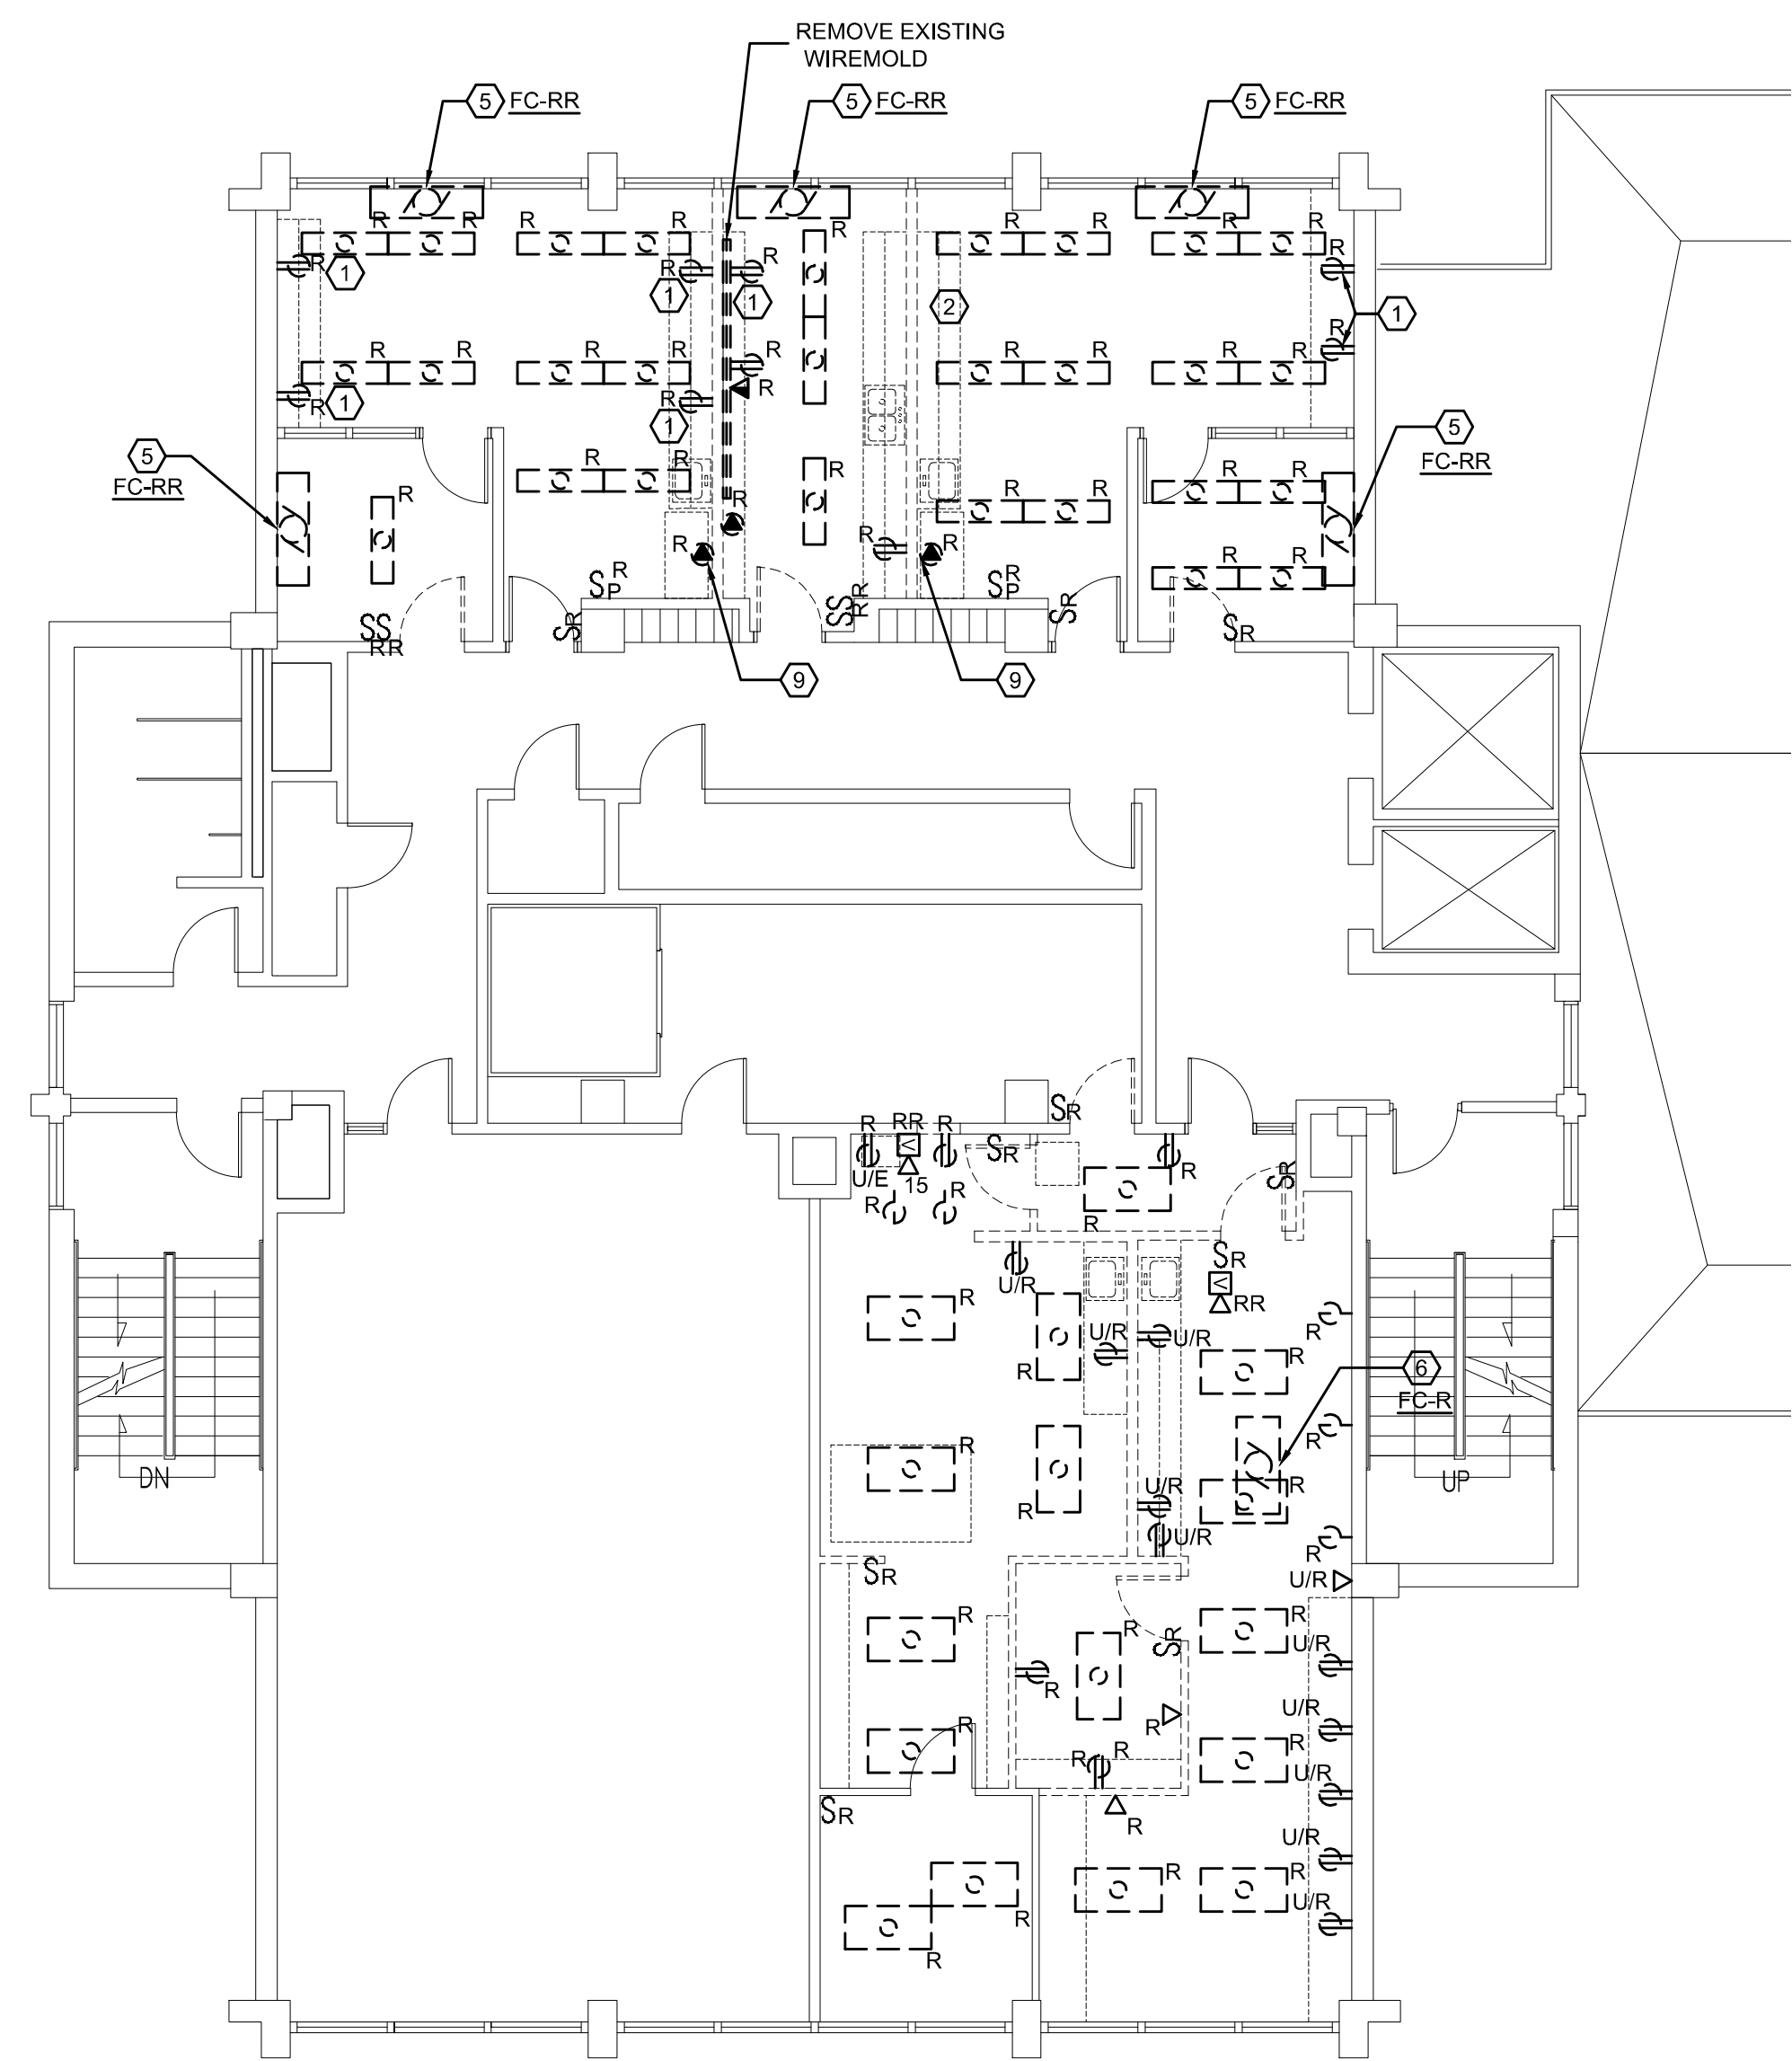 REMOVE EXISTING
WIREMOLD
5 FC-RR
5 FC-RR
5 FC-RR
R R R R R R R R R
R R R R
1 1 1 2 1
R
R R R R R R R R
R R R
1 1
5
FC-RR
5
FC-RR
R R R R R R
R R
R R R R
R R R
S P R
S P R
SS RR
S R
SS RR
S R
S R
9 9
S R
R RR R
U/E 15
R R
S R
R
S R
R
U/R
S R
RR
R
U/R U/R
R
R
R
6
FC-R
R
R
R
U/R
R
U/R
DN
UP
R
R
U/R
S R
R
R
R
S R
U/R
R
R
U/R
R
R R
R
U/R
S R
R
U/R
R
R
U/R
R
R